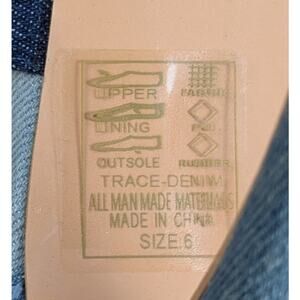 UPPER FABRIC
LINING PU
OUTSOLE RUBBER
TRACE-DENIM
ALL MAN MADE MATERIALS
MADE IN CHINA
SIZE:6